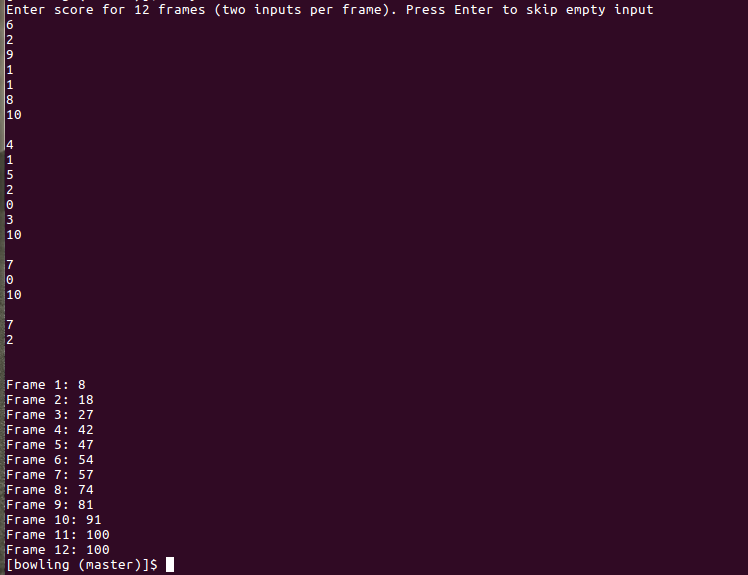 Enter score for 12 frames (two inputs per frame). Press Enter to skip empty input
6
2
9
1
1
8
10
4
1
5
2
0
3
10
7
0
10
7
2
Frame 1: 8
Frame 2: 18
Frame 3: 27
Frame 4: 42
Frame 5: 47
Frame 6: 54
Frame 7: 57
Frame 8: 74
Frame 9: 81
Frame 10: 91
Frame 11: 100
Frame 12: 100
[bowling (master)]$